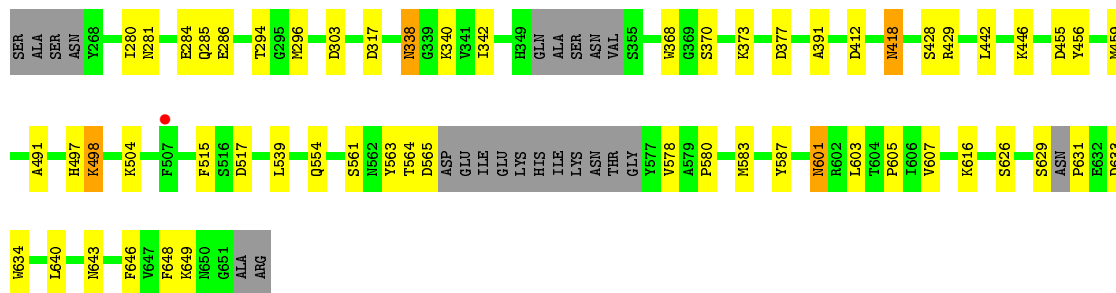 SER ALA SER ASN Y268 I280 N281 E284 Q285 E286 T294 G295 M296 D303 D317 N338 G339 K340 V341 I342 H349 GLN ALA SER ASN VAL S355 W368 G369 S370 K373 D377 A391 D412 N418 S428 R429 L442 K446 D455 Y456 M459
A491 H497 K498 K504 F507 F515 S516 D517 L539 Q554 S561 N562 Y563 T564 D565 ASP GLU ILE GLU LYS HIS ILE LYS ASN THR GLY Y577 V578 A579 P580 M583 Y587 N601 R602 L603 T604 P605 I606 V607 K616 S626 S629 ASN P631 E632 D633
W634 L640 N643 F646 V647 F648 K649 N650 G651 ALA ARG